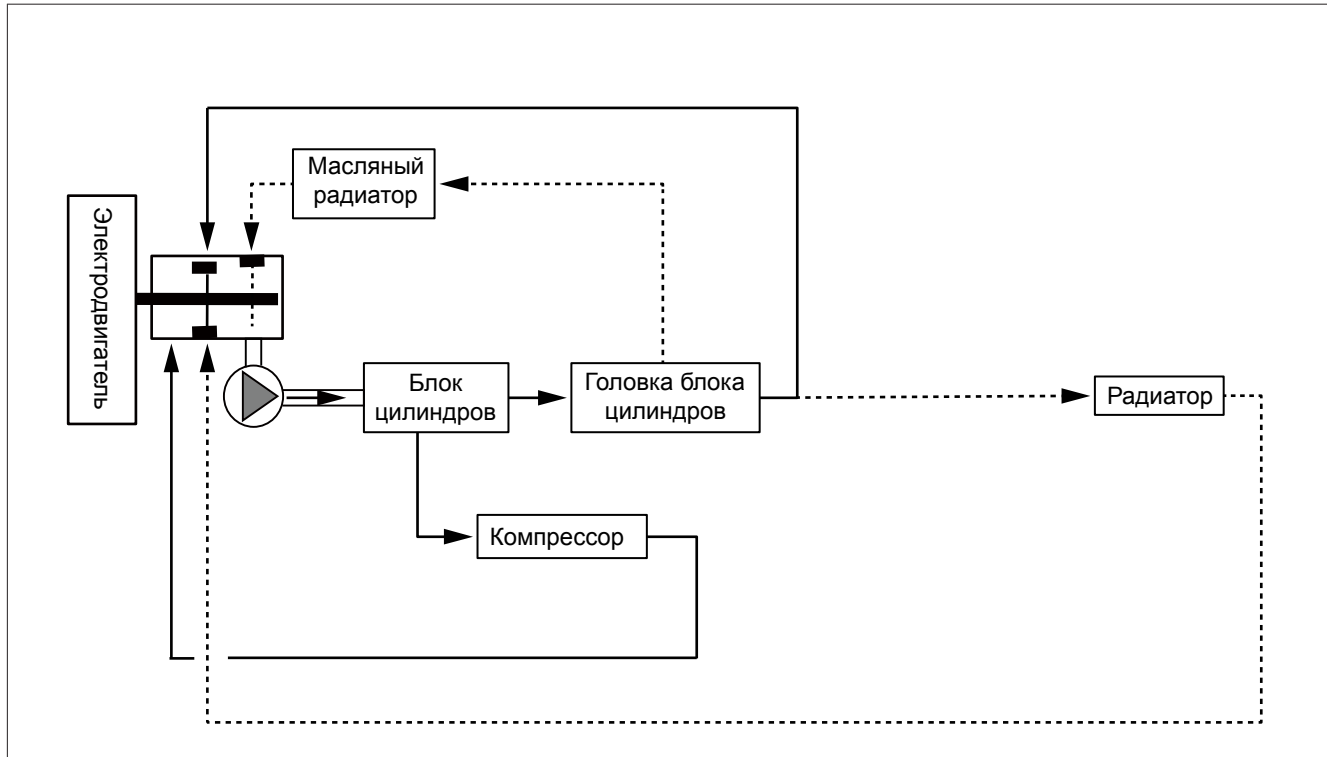 Масляный
радиатор
Электродвигатель
Блок
цилиндров
Головка блока
цилиндров
Радиатор
Компрессор